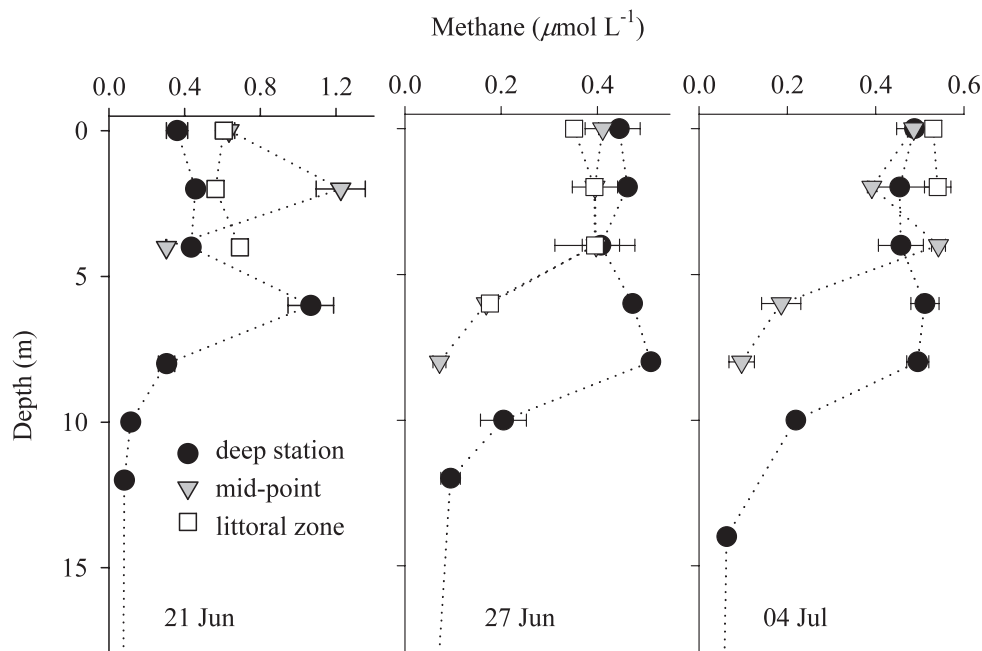 Methane (μmol L⁻¹)
0.0 0.4 0.8 1.2 0.0 0.2 0.4 0.0 0.2 0.4 0.6
0
5
10
15
Depth (m)
deep station
mid-point
littoral zone
21 Jun 27 Jun 04 Jul